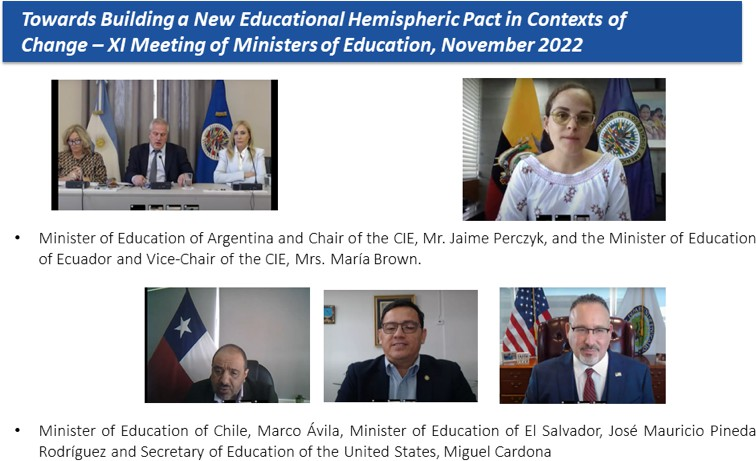 Towards Building a New Educational Hemispheric Pact in Contexts of
Change – XI Meeting of Ministers of Education, November 2022
• Minister of Education of Argentina and Chair of the CIE, Mr. Jaime Perczyk, and the Minister of Education
of Ecuador and Vice-Chair of the CIE, Mrs. María Brown.
• Minister of Education of Chile, Marco Ávila, Minister of Education of El Salvador, José Mauricio Pineda
Rodríguez and Secretary of Education of the United States, Miguel Cardona